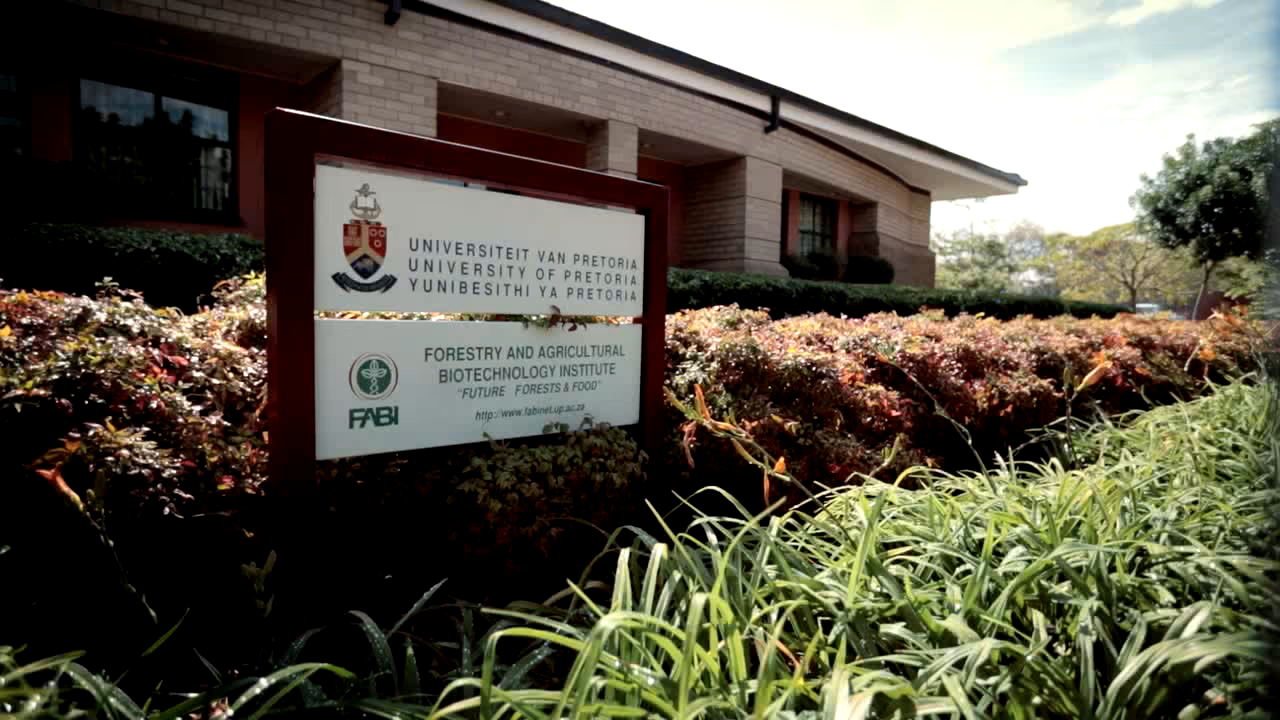 UNIVERSITEIT VAN PRETORIA
UNIVERSITY OF PRETORIA
YUNIBESITHI YA PRETORIA
FORESTRY AND AGRICULTURAL
BIOTECHNOLOGY INSTITUTE
"FUTURE FORESTS & FOOD"
http://www.fabinet.up.ac.za
FABI